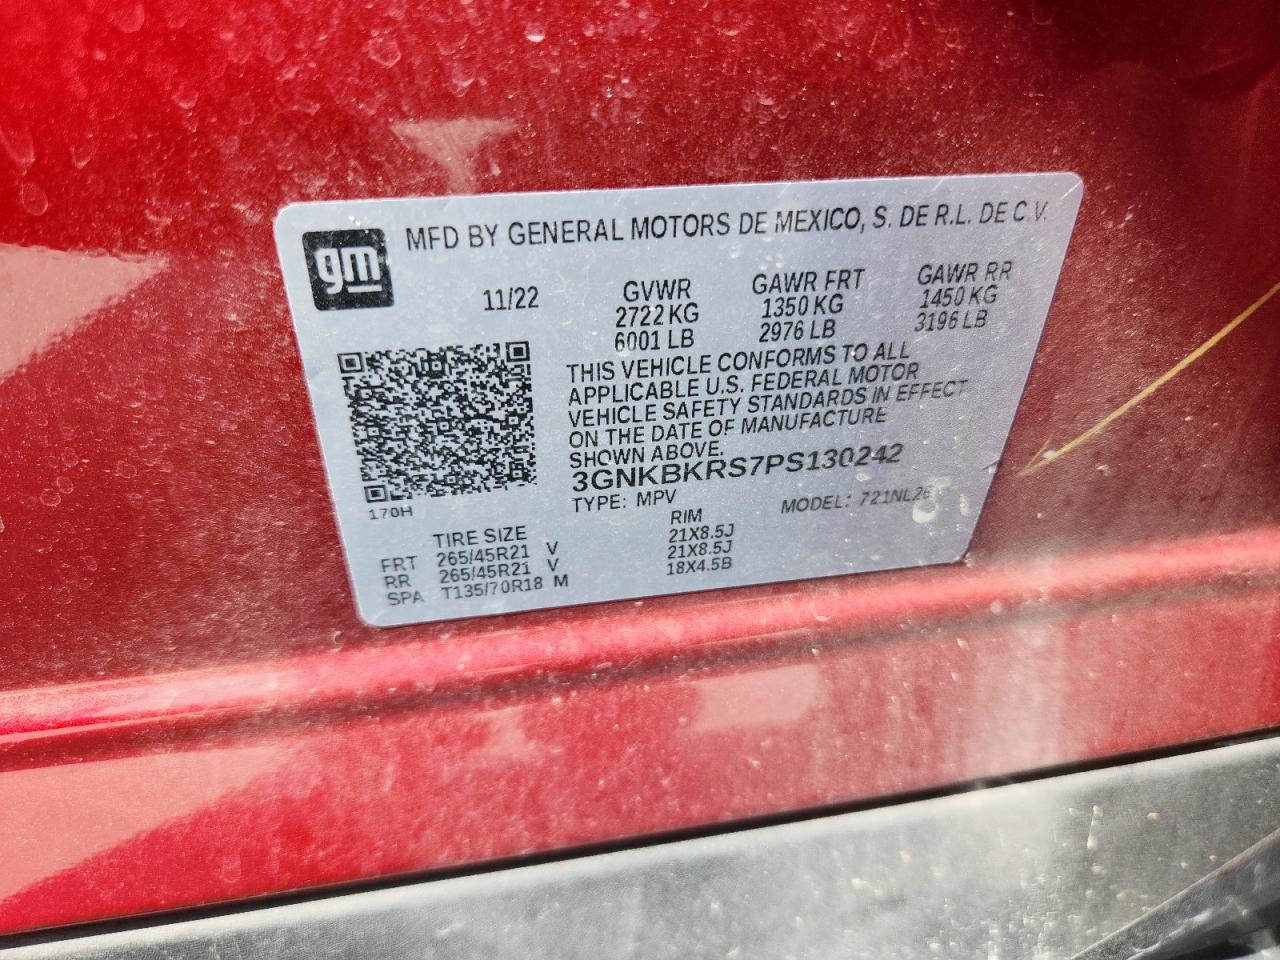 gm
MFD BY GENERAL MOTORS DE MEXICO, S. DE R.L. DE C.V.
11/22 GVWR GAWR FRT GAWR RR
2722 KG 1350 KG 1450 KG
6001 LB 2976 LB 3196 LB
THIS VEHICLE CONFORMS TO ALL
APPLICABLE U.S. FEDERAL MOTOR
VEHICLE SAFETY STANDARDS IN EFFECT
ON THE DATE OF MANUFACTURE
SHOWN ABOVE.
3GNKBKRS7PS130242
TYPE: MPV MODEL: 721NL26
170H
TIRE SIZE RIM
FRT 265/45R21 V 21X8.5J
RR 265/45R21 V 21X8.5J
SPA T135/70R18 M 18X4.5B